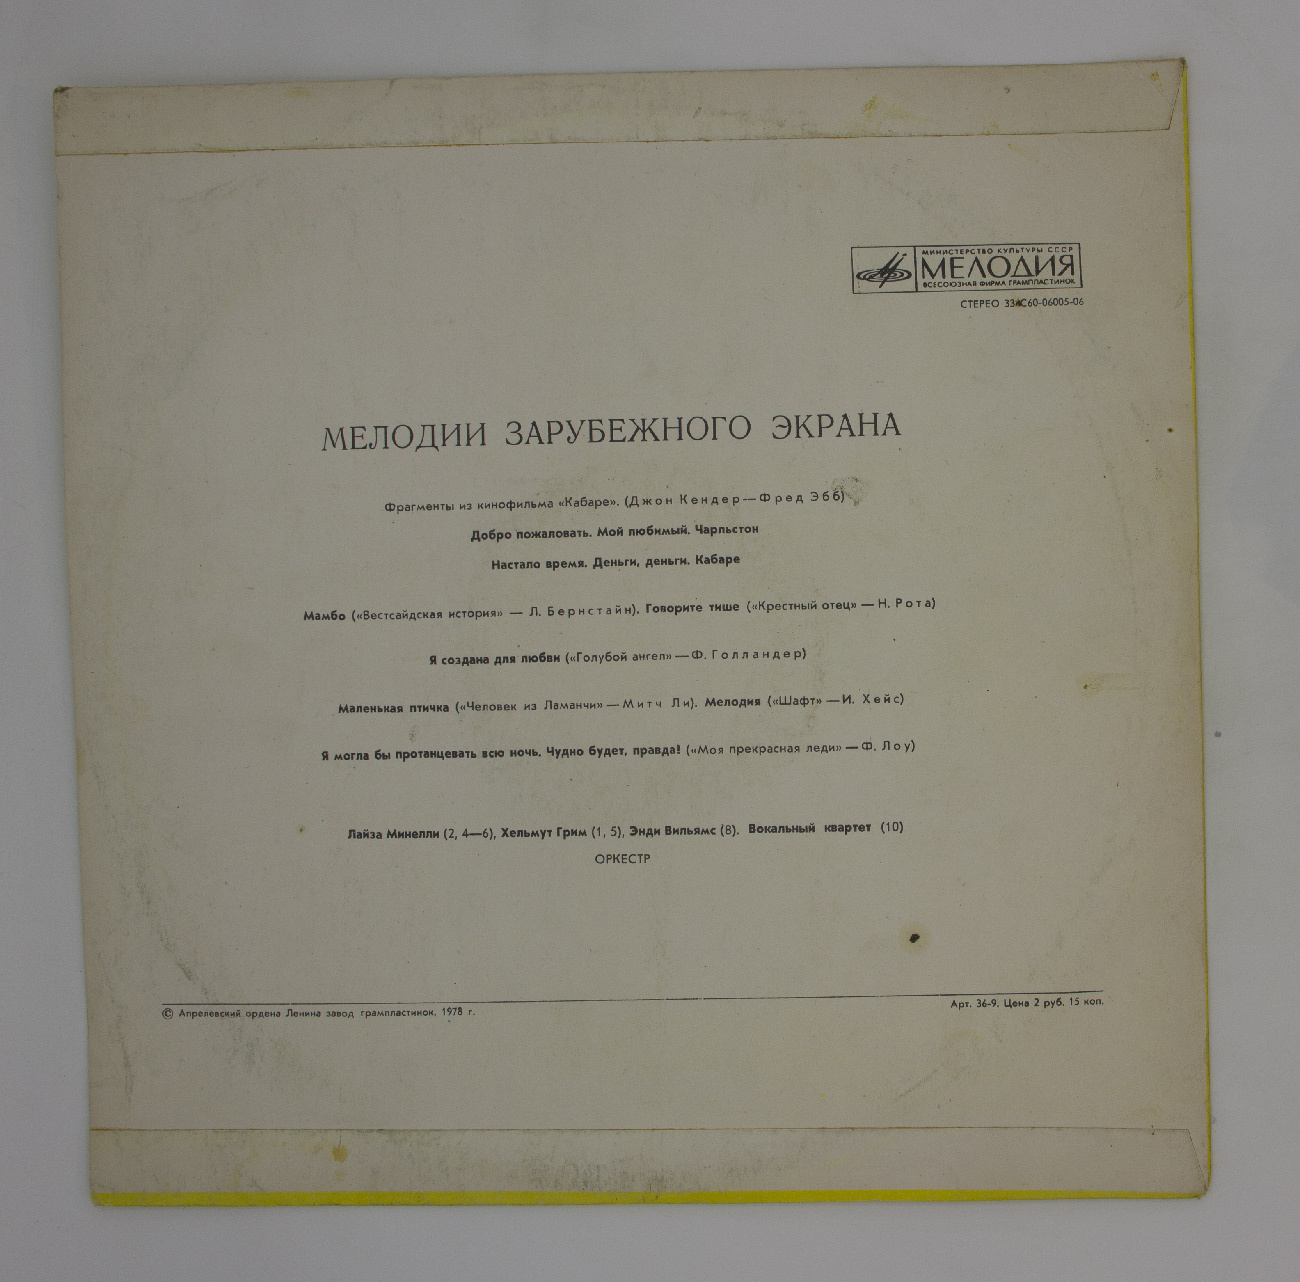 МИНИСТЕРСТВО КУЛЬТУРЫ СССР
МЕЛОДИЯ
ВСЕСОЮЗНАЯ ФИРМА ГРАМПЛАСТИНОК
СТЕРЕО 33 С60-06005-06
МЕЛОДИИ ЗАРУБЕЖНОГО ЭКРАНА
Фрагменты из кинофильма «Кабаре». (Джон Кендер — Фред Эбб)
Добро пожаловать. Мой любимый. Чарльстон
Настало время. Деньги, деньги. Кабаре
Мамбо («Вестсайдская история» — Л. Бернстайн). Говорите тише («Крестный отец» — Н. Рота)
Я создана для любви («Голубой ангел» — Ф. Голландер)
Маленькая птичка («Человек из Ламанчи» — Митч Ли). Мелодия («Шафт» — И. Хейс)
Я могла бы протанцевать всю ночь. Чудно будет, правда! («Моя прекрасная леди» — Ф. Лоу)
Лайза Минелли (2, 4—6), Хельмут Грим (1, 5), Энди Вильямс (8). Вокальный квартет (10)
ОРКЕСТР
© Апрелевский ордена Ленина завод грампластинок. 1978 г.
Арт. 36-9. Цена 2 руб. 15 коп.